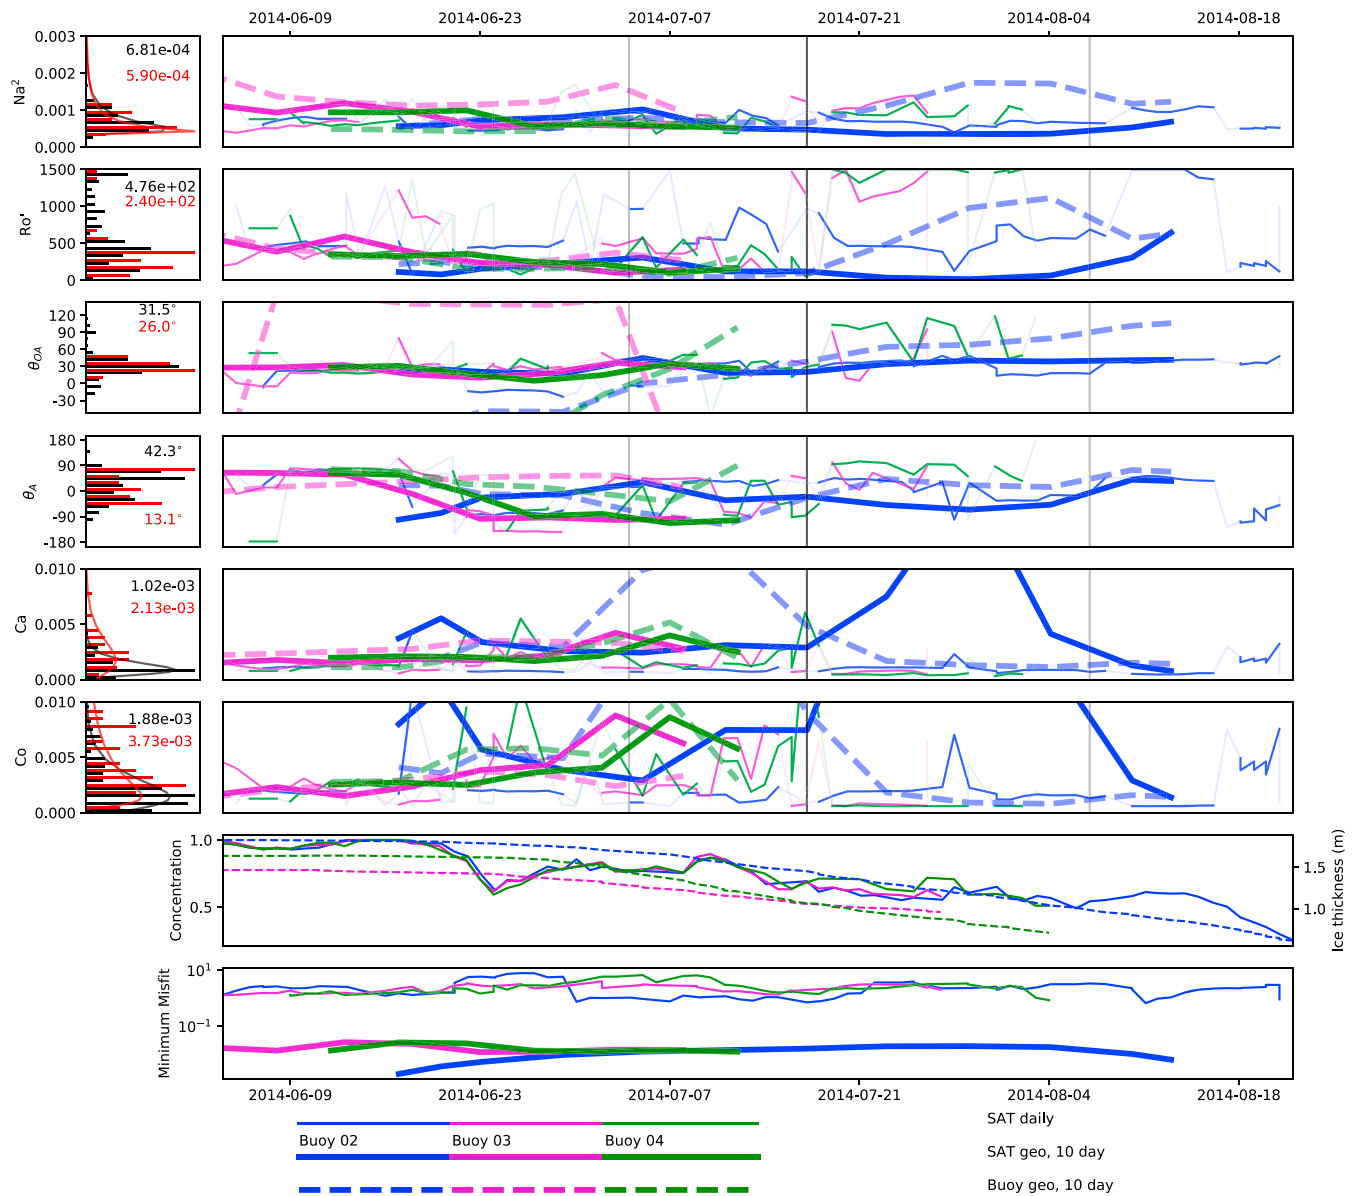 2014-06-09 2014-06-23 2014-07-07 2014-07-21 2014-08-04 2014-08-18
Na²
0.003
0.002
0.001
0.000
6.81e-04
5.90e-04
Ro'
1500
1000
500
0
4.76e+02
2.40e+02
θOA
120
90
60
30
0
-30
31.5°
26.0°
θA
180
90
0
-90
-180
42.3°
13.1°
Ca
0.010
0.005
0.000
1.02e-03
2.13e-03
Co
0.010
0.005
0.000
1.88e-03
3.73e-03
Concentration
1.0
0.5
1.5
1.0
Ice thickness (m)
Minimum Misfit
10¹
10⁻¹
2014-06-09 2014-06-23 2014-07-07 2014-07-21 2014-08-04 2014-08-18
SAT daily
Buoy 02 Buoy 03 Buoy 04
SAT geo, 10 day
Buoy geo, 10 day